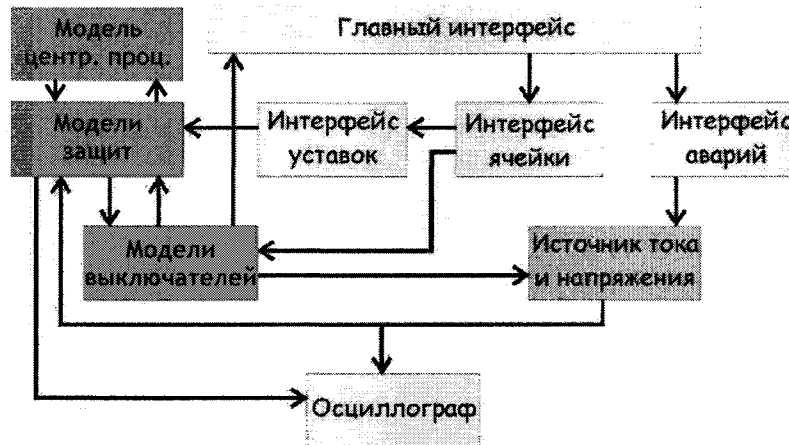 Модель
центр. проц.
Главный интерфейс
Модели
защит
Интерфейс
уставок
Интерфейс
ячейки
Интерфейс
аварий
Модели
выключателей
Источник тока
и напряжения
Осциллограф